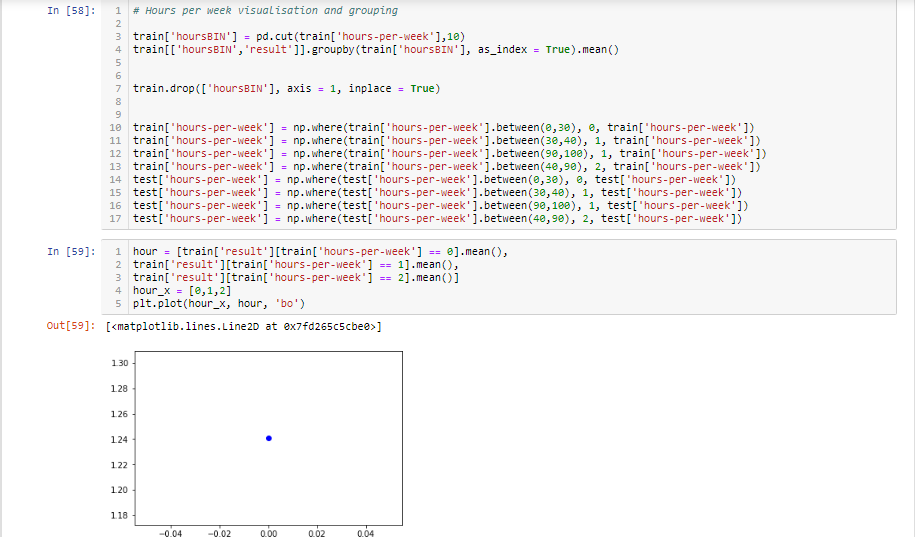 In [58]:
1 # Hours per week visualisation and grouping
2
3 train['hoursBIN'] = pd.cut(train['hours-per-week'],10)
4 train[['hoursBIN','result']].groupby(train['hoursBIN'], as_index = True).mean()
5
6
7 train.drop(['hoursBIN'], axis = 1, inplace = True)
8
9
10 train['hours-per-week'] = np.where(train['hours-per-week'].between(0,30), 0, train['hours-per-week'])
11 train['hours-per-week'] = np.where(train['hours-per-week'].between(30,40), 1, train['hours-per-week'])
12 train['hours-per-week'] = np.where(train['hours-per-week'].between(90,100), 1, train['hours-per-week'])
13 train['hours-per-week'] = np.where(train['hours-per-week'].between(40,90), 2, train['hours-per-week'])
14 test['hours-per-week'] = np.where(test['hours-per-week'].between(0,30), 0, test['hours-per-week'])
15 test['hours-per-week'] = np.where(test['hours-per-week'].between(30,40), 1, test['hours-per-week'])
16 test['hours-per-week'] = np.where(test['hours-per-week'].between(90,100), 1, test['hours-per-week'])
17 test['hours-per-week'] = np.where(test['hours-per-week'].between(40,90), 2, test['hours-per-week'])
In [59]:
1 hour = [train['result'][train['hours-per-week'] == 0].mean(),
2 train['result'][train['hours-per-week'] == 1].mean(),
3 train['result'][train['hours-per-week'] == 2].mean()]
4 hour_x = [0,1,2]
5 plt.plot(hour_x, hour, 'bo')
Out[59]: [<matplotlib.lines.Line2D at 0x7fd265c5cbe0>]
1.30
1.28
1.26
1.24
1.22
1.20
1.18
−0.04 −0.02 0.00 0.02 0.04